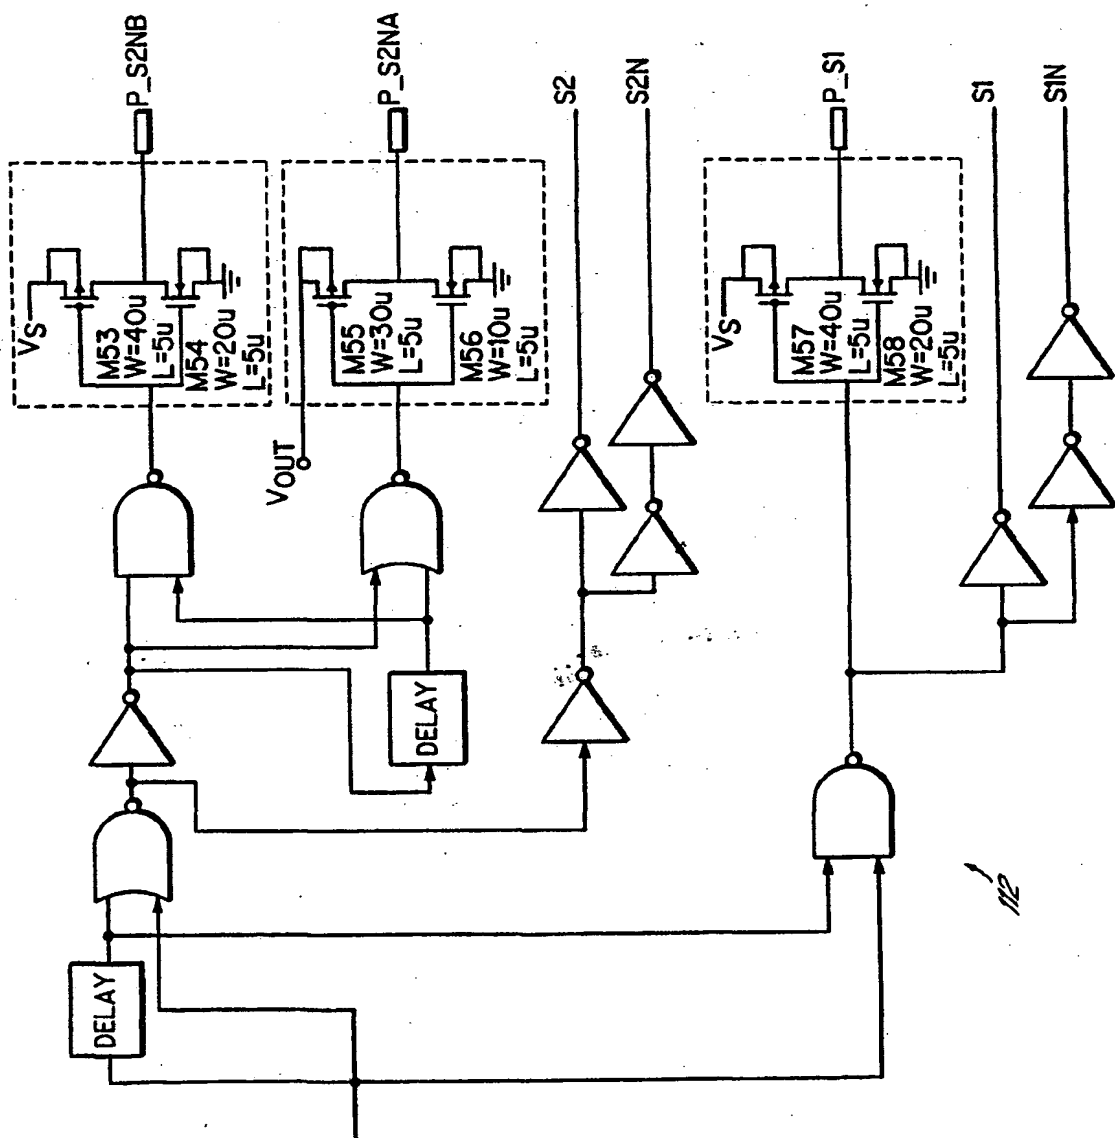 P_S2NB
P_S2NA
S2
S2N
P_S1
S1
S1N
VS
M53
W=40u
L=5u
M54
W=20u
L=5u
VOUT
M55
W=30u
L=5u
M56
W=10u
L=5u
VS
M57
W=40u
L=5u
M58
W=20u
L=5u
DELAY
DELAY
112